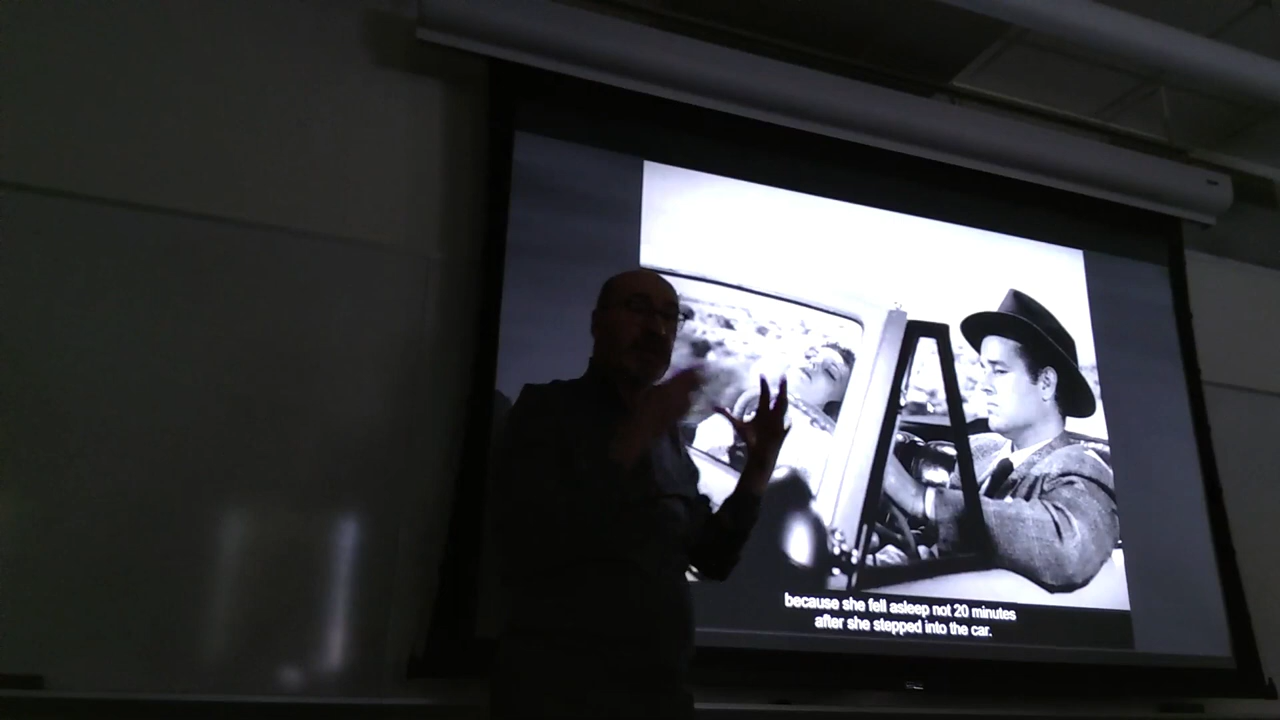 because she fell asleep not 20 minutes
after she stepped into the car.